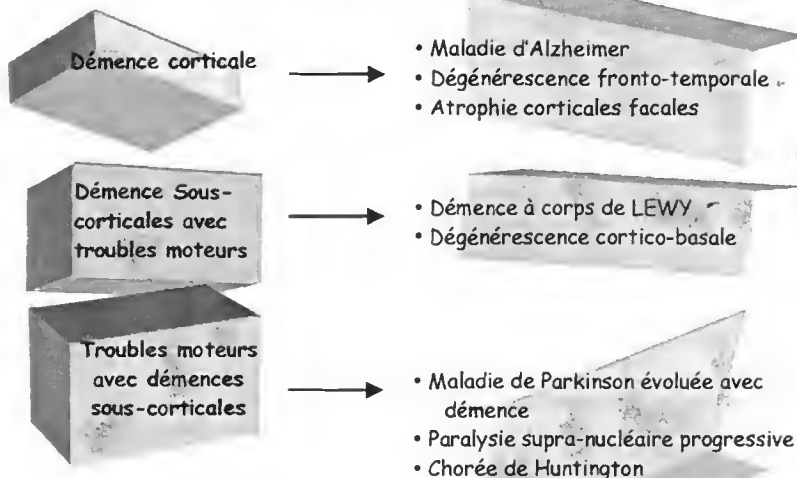 Démence corticale
• Maladie d'Alzheimer
• Dégénérescence fronto-temporale
• Atrophie corticales facales
Démence Sous-
corticales avec
troubles moteurs
• Démence à corps de LEWY
• Dégénérescence cortico-basale
Troubles moteurs
avec démences
sous-corticales
• Maladie de Parkinson évoluée avec
démence
• Paralysie supra-nucléaire progressive
• Chorée de Huntington